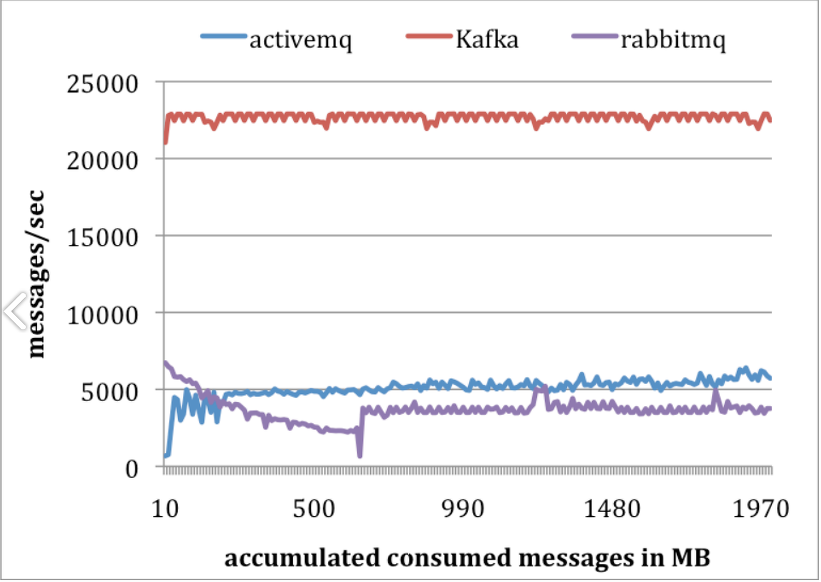 activemq Kafka rabbitmq
25000
20000
15000
10000
5000
0
messages/sec
10 500 990 1480 1970
accumulated consumed messages in MB